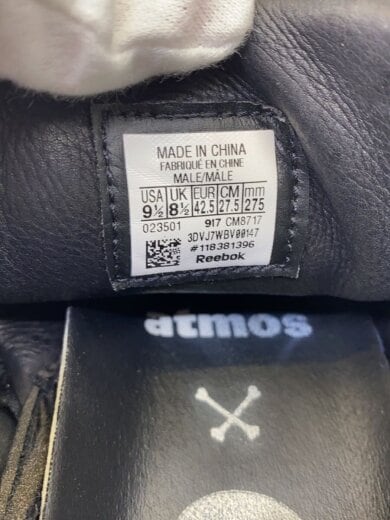 MADE IN CHINA
FABRIQUÉ EN CHINE
MALE/MÂLE
USA UK EUR CM mm
9½ 8½ 42.5 27.5 275
023501 917 CM8717
3DVJ7WBV00147
#118381396
Reebok
atmos